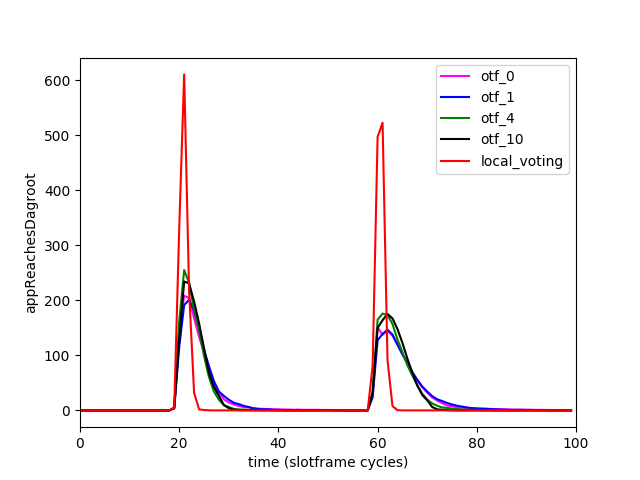 otf_0
otf_1
otf_4
otf_10
local_voting
600
500
400
300
200
100
0
appReachesDagroot
0 20 40 60 80 100
time (slotframe cycles)